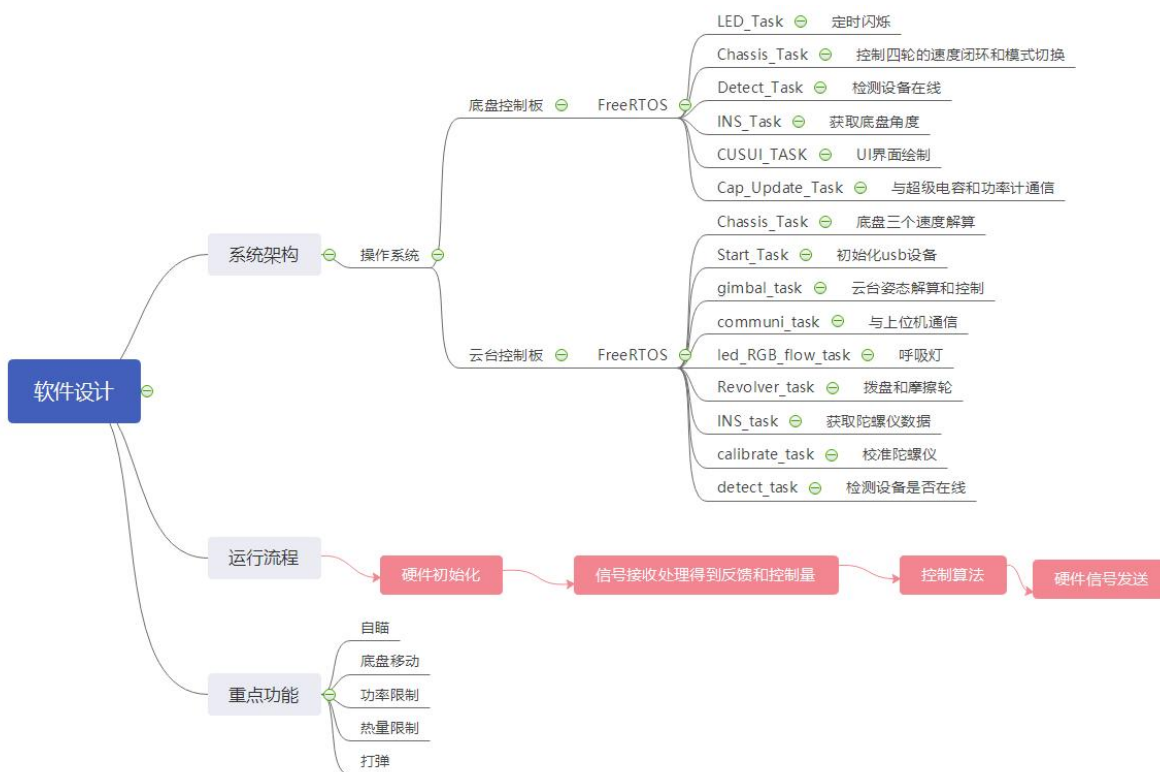 软件设计
系统架构
操作系统
底盘控制板
FreeRTOS
LED_Task 定时闪烁
Chassis_Task 控制四轮的速度闭环和模式切换
Detect_Task 检测设备在线
INS_Task 获取底盘角度
CUSUI_TASK UI界面绘制
Cap_Update_Task 与超级电容和功率计通信
云台控制板
FreeRTOS
Chassis_Task 底盘三个速度解算
Start_Task 初始化usb设备
gimbal_task 云台姿态解算和控制
communi_task 与上位机通信
led_RGB_flow_task 呼吸灯
Revolver_task 拨盘和摩擦轮
INS_task 获取陀螺仪数据
calibrate_task 校准陀螺仪
detect_task 检测设备是否在线
运行流程
硬件初始化
信号接收处理得到反馈和控制量
控制算法
硬件信号发送
重点功能
自瞄
底盘移动
功率限制
热量限制
打弹